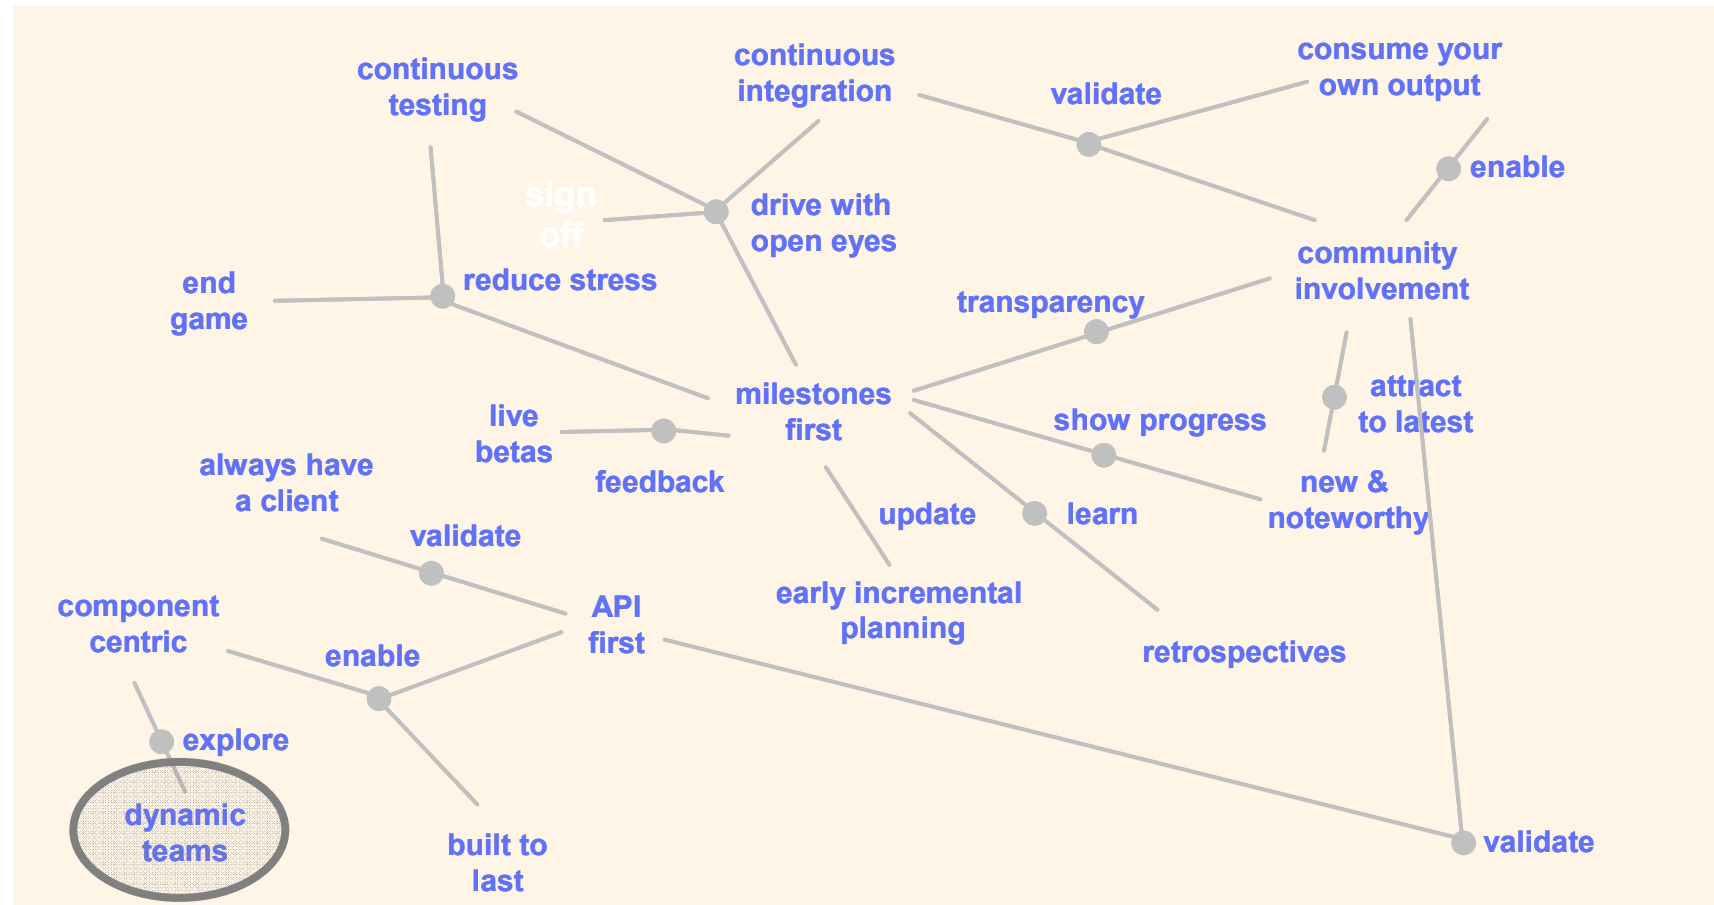 continuous
testing
continuous
integration
validate
consume your
own output
enable
sign
off
drive with
open eyes
end
game
reduce stress
community
involvement
transparency
milestones
first
live
betas
feedback
show progress
attract
to latest
always have
a client
validate
update
learn
new &
noteworthy
component
centric
enable
API
first
early incremental
planning
retrospectives
explore
dynamic
teams
built to
last
validate